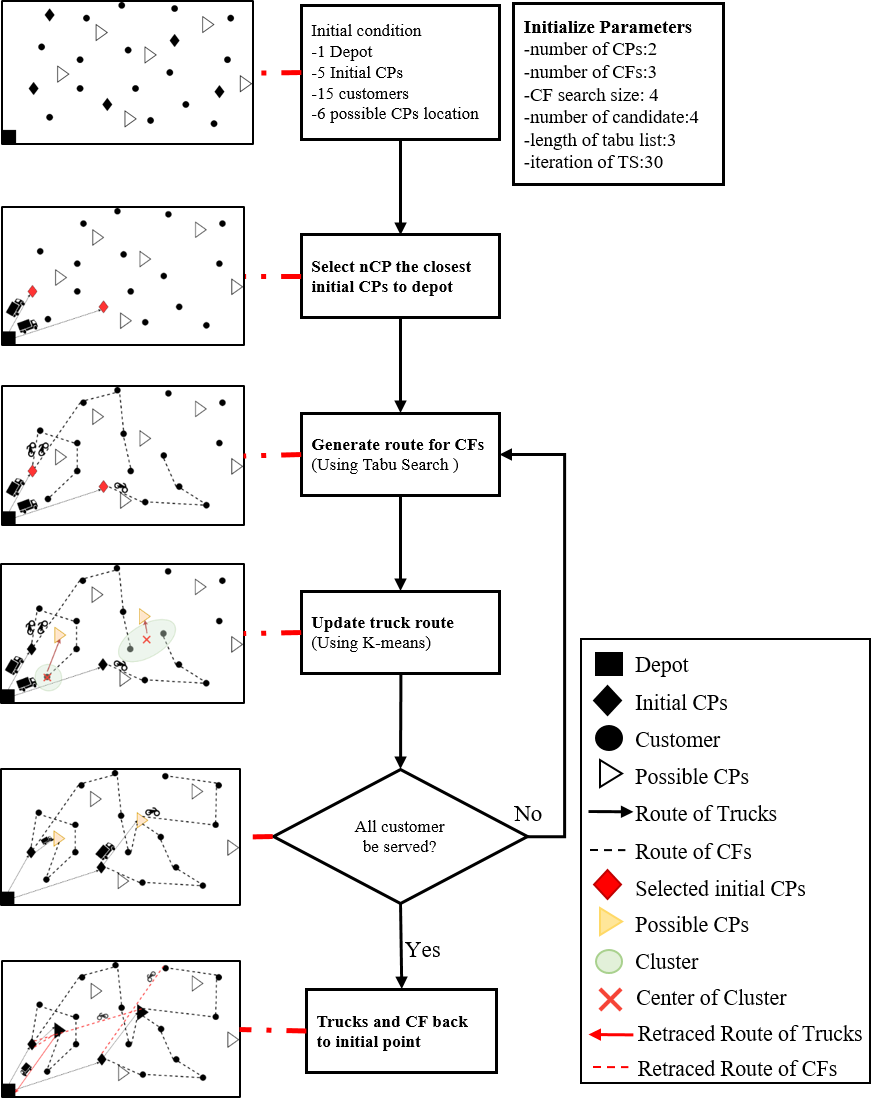 Initial condition
-1 Depot
-5 Initial CPs
-15 customers
-6 possible CPs location
Initialize Parameters
-number of CPs:2
-number of CFs:3
-CF search size: 4
-number of candidate:4
-length of tabu list:3
-iteration of TS:30
Select nCP the closest
initial CPs to depot
Generate route for CFs
(Using Tabu Search )
Update truck route
(Using K-means)
All customer
be served?
No
Yes
Trucks and CF back
to initial point
Depot
Initial CPs
Customer
Possible CPs
Route of Trucks
Route of CFs
Selected initial CPs
Possible CPs
Cluster
Center of Cluster
Retraced Route of Trucks
Retraced Route of CFs